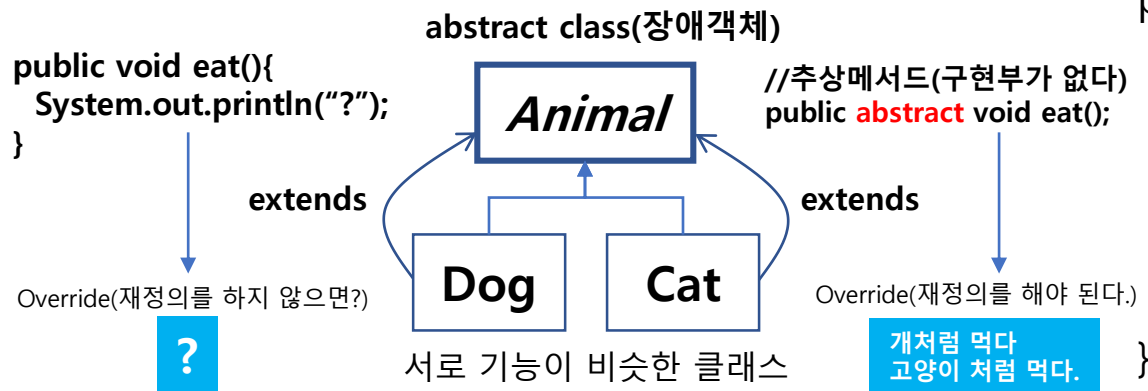 abstract class(장애객체)
public void eat(){
System.out.println(“?”);
}
Animal
//추상메서드(구현부가 없다)
public abstract void eat();
extends
extends
Dog
Cat
Override(재정의를 하지 않으면?)
?
서로 기능이 비슷한 클래스
Override(재정의를 해야 된다.)
개처럼 먹다
고양이 처럼 먹다.
}